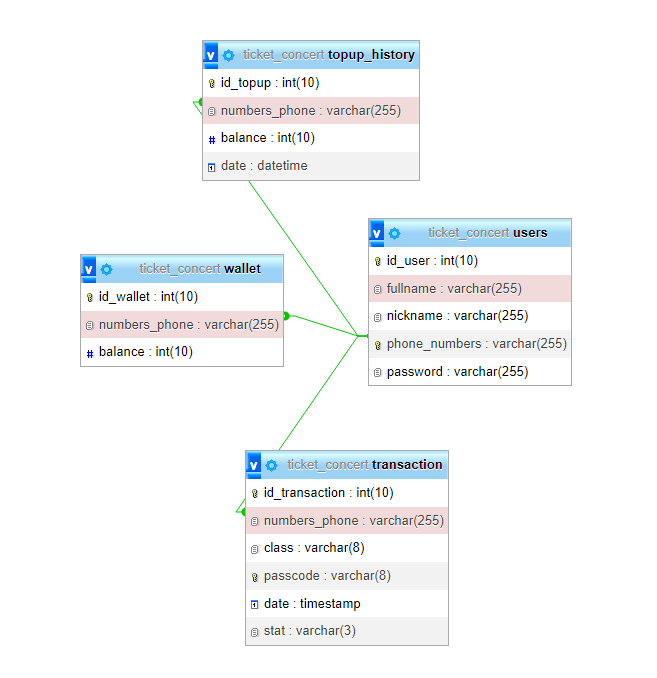 v ticket_concert topup_history
id_topup : int(10)
numbers_phone : varchar(255)
# balance : int(10)
date : datetime
v ticket_concert users
id_user : int(10)
fullname : varchar(255)
nickname : varchar(255)
phone_numbers : varchar(255)
password : varchar(255)
v ticket_concert wallet
id_wallet : int(10)
numbers_phone : varchar(255)
# balance : int(10)
v ticket_concert transaction
id_transaction : int(10)
numbers_phone : varchar(255)
class : varchar(8)
passcode : varchar(8)
date : timestamp
stat : varchar(3)